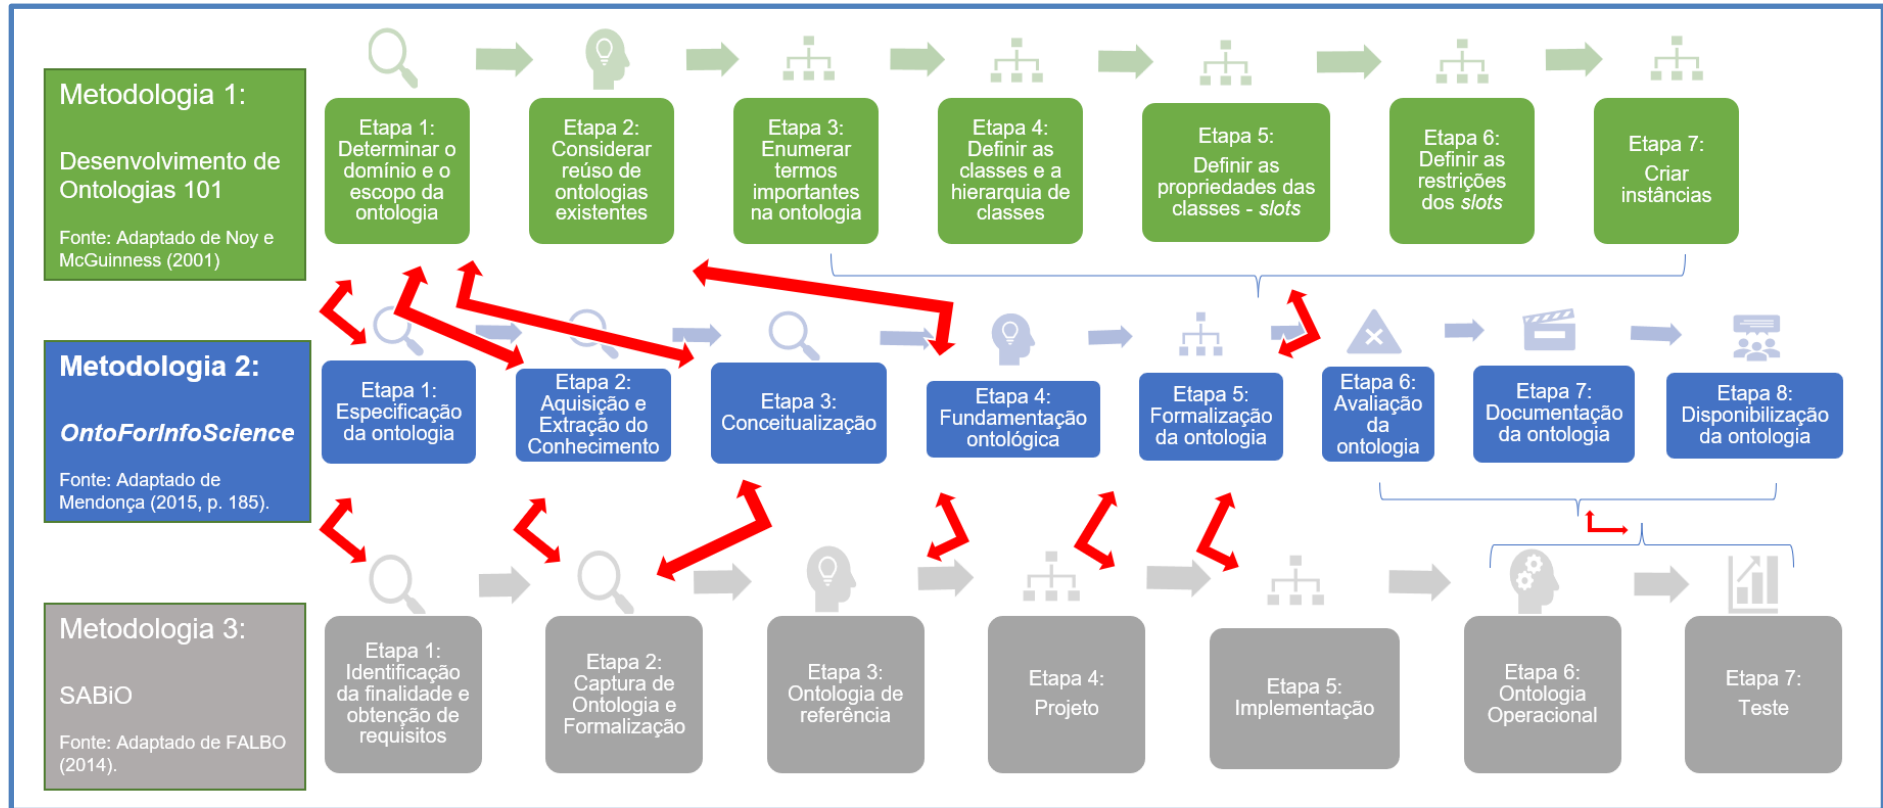 Metodologia 1:
Desenvolvimento de
Ontologias 101
Fonte: Adaptado de Noy e
McGuinness (2001)
Etapa 1:
Determinar o
domínio e o
escopo da
ontologia
Etapa 2:
Considerar
reúso de
ontologias
existentes
Etapa 3:
Enumerar
termos
importantes
na ontologia
Etapa 4:
Definir as
classes e a
hierarquia de
classes
Etapa 5:
Definir as
propriedades das
classes - slots
Etapa 6:
Definir as
restrições
dos slots
Etapa 7:
Criar
instâncias
Metodologia 2:
OntoForInfoScience
Fonte: Adaptado de
Mendonça (2015, p. 185).
Etapa 1:
Especificação
da ontologia
Etapa 2:
Aquisição e
Extração do
Conhecimento
Etapa 3:
Conceitualização
Etapa 4:
Fundamentação
ontológica
Etapa 5:
Formalização
da ontologia
Etapa 6:
Avaliação
da
ontologia
Etapa 7:
Documentação
da ontologia
Etapa 8:
Disponibilização
da ontologia
Metodologia 3:
SABiO
Fonte: Adaptado de FALBO
(2014).
Etapa 1:
Identificação
da finalidade e
obtenção de
requisitos
Etapa 2:
Captura de
Ontologia e
Formalização
Etapa 3:
Ontologia de
referência
Etapa 4:
Projeto
Etapa 5:
Implementação
Etapa 6:
Ontologia
Operacional
Etapa 7:
Teste